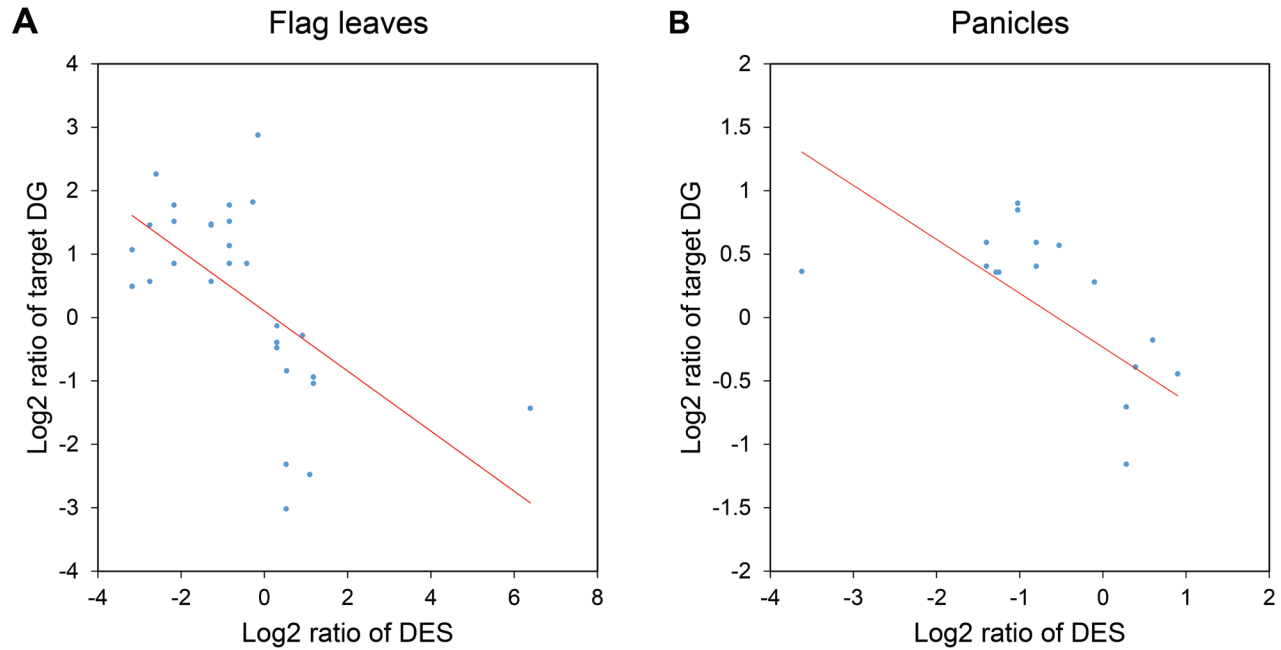 A
Flag leaves
Log2 ratio of target DG
4
3
2
1
0
-1
-2
-3
-4
-4 -2 0 2 4 6 8
Log2 ratio of DES
B
Panicles
Log2 ratio of target DG
2
1.5
1
0.5
0
-0.5
-1
-1.5
-2
-4 -3 -2 -1 0 1 2
Log2 ratio of DES